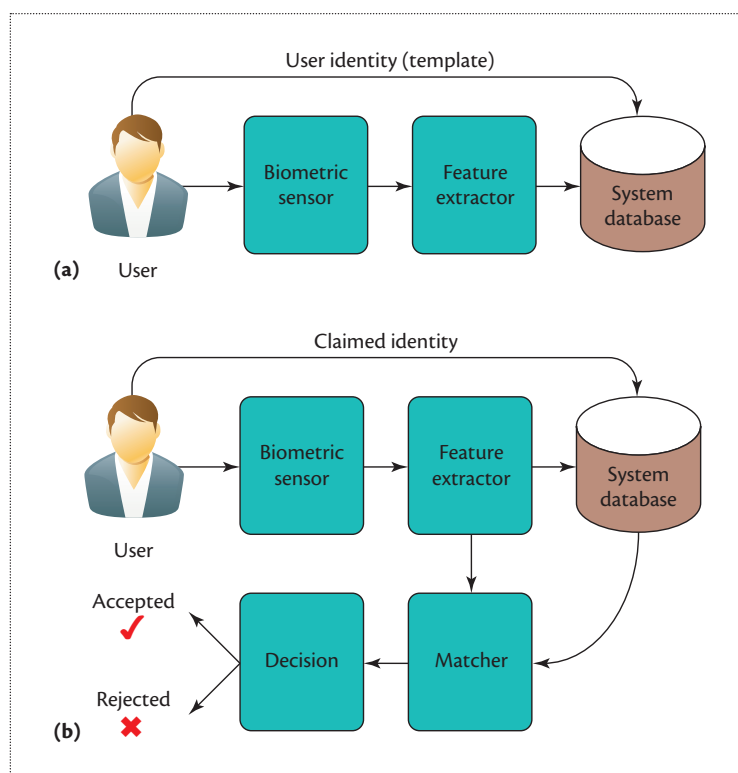 User identity (template)
Biometric
sensor
Feature
extractor
System
database
(a)
User
Claimed identity
Biometric
sensor
Feature
extractor
System
database
User
Accepted
Decision
Matcher
Rejected
(b)